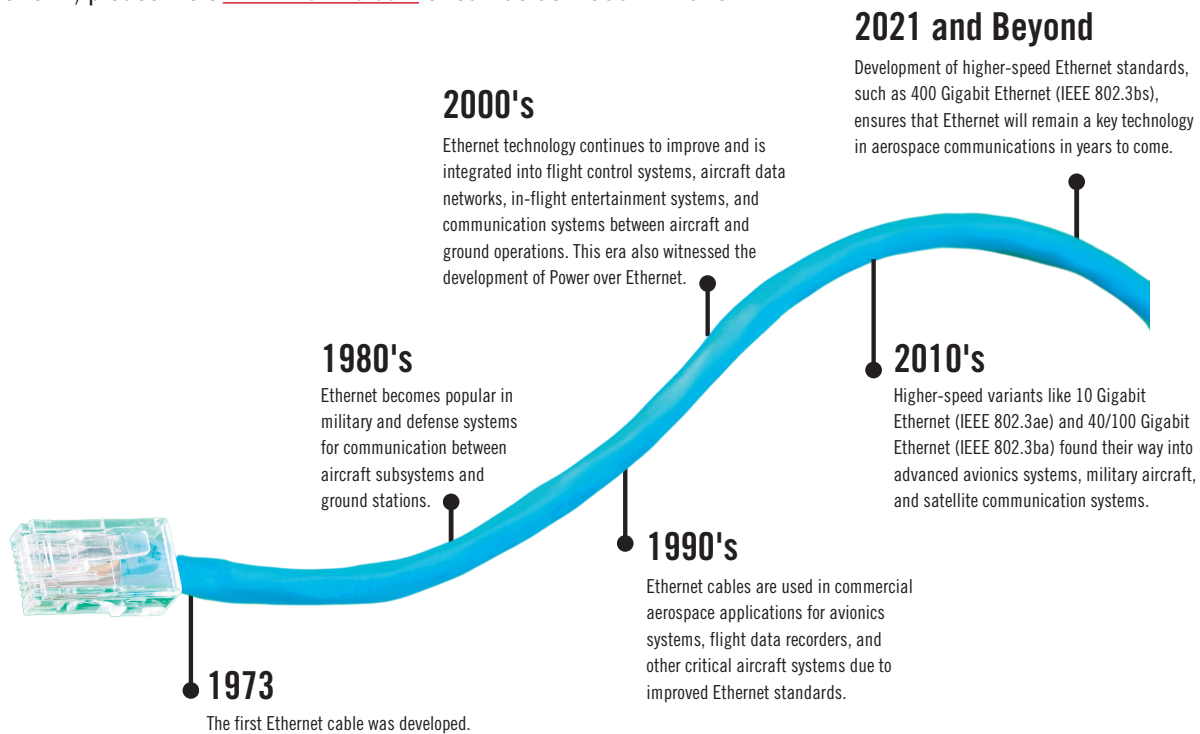 1973
The first Ethernet cable was developed.
1980's
Ethernet becomes popular in
military and defense systems
for communication between
aircraft subsystems and
ground stations.
1990's
Ethernet cables are used in commercial
aerospace applications for avionics
systems, flight data recorders, and
other critical aircraft systems due to
improved Ethernet standards.
2000's
Ethernet technology continues to improve and is
integrated into flight control systems, aircraft data
networks, in-flight entertainment systems, and
communication systems between aircraft and
ground operations. This era also witnessed the
development of Power over Ethernet.
2010's
Higher-speed variants like 10 Gigabit
Ethernet (IEEE 802.3ae) and 40/100 Gigabit
Ethernet (IEEE 802.3ba) found their way into
advanced avionics systems, military aircraft,
and satellite communication systems.
2021 and Beyond
Development of higher-speed Ethernet standards,
such as 400 Gigabit Ethernet (IEEE 802.3bs),
ensures that Ethernet will remain a key technology
in aerospace communications in years to come.